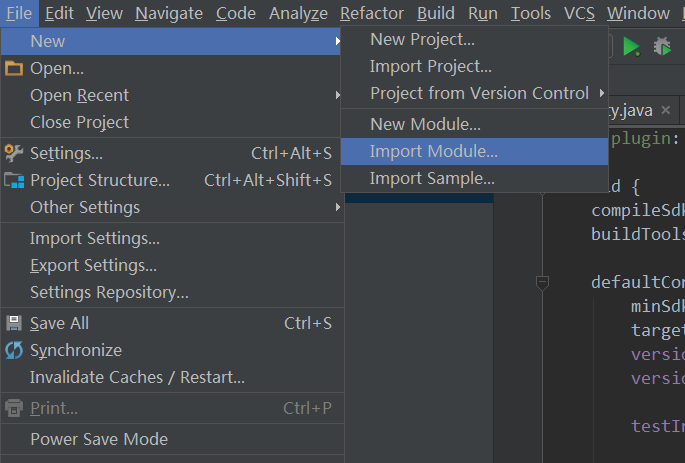 File Edit View Navigate Code Analyze Refactor Build Run Tools VCS Window
New
Open...
Open Recent
Close Project
Settings... Ctrl+Alt+S
Project Structure... Ctrl+Alt+Shift+S
Other Settings
Import Settings...
Export Settings...
Settings Repository...
Save All Ctrl+S
Synchronize
Invalidate Caches / Restart...
Print... Ctrl+P
Power Save Mode
New Project...
Import Project...
Project from Version Control
New Module...
Import Module...
Import Sample...
ty.java ×
plugin:
d {
compileSd
buildTools
defaultCon
minSd
target
versio
versio
testIn